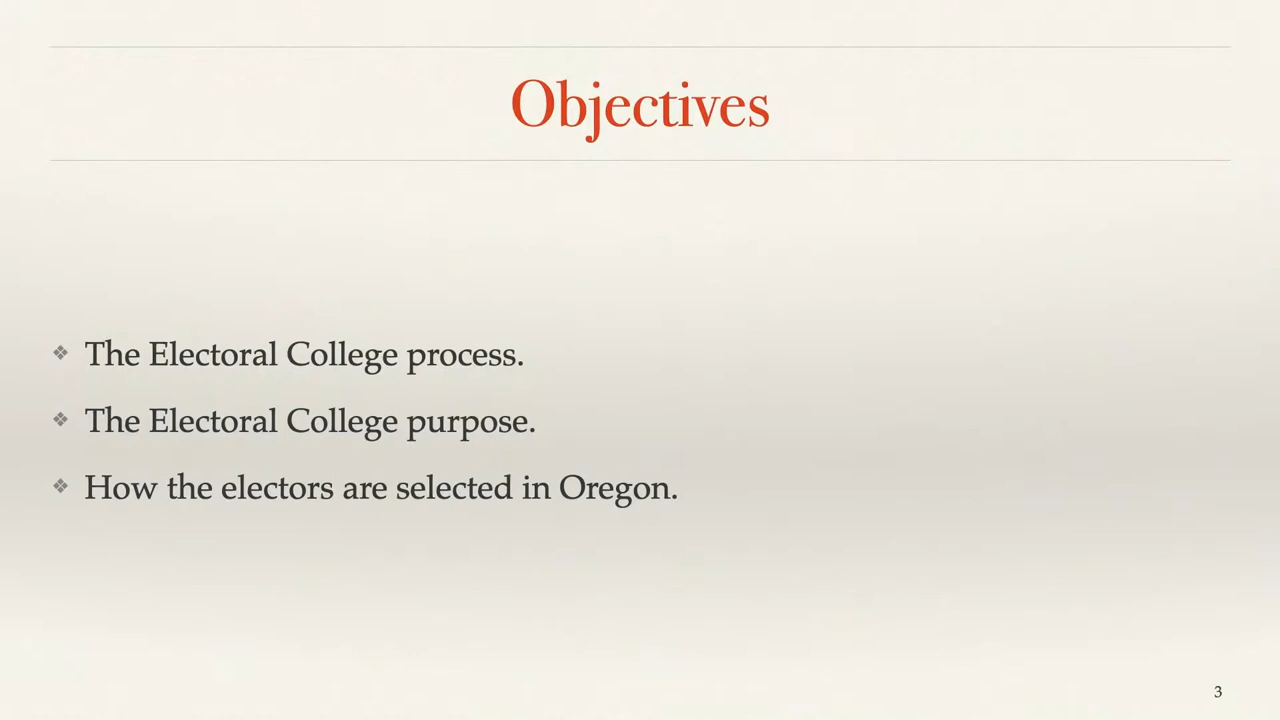 Objectives
❖ The Electoral College process.
❖ The Electoral College purpose.
❖ How the electors are selected in Oregon.
3